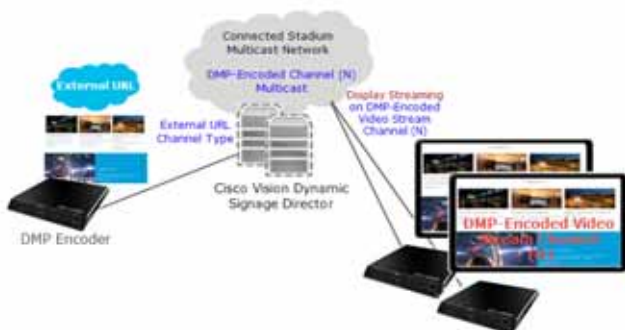 Connected Stadium
Multicast Network
DMP-Encoded Channel (N)
Multicast
External URL
External URL
Channel Type
Display Streaming
on DMP-Encoded
Video Stream
Channel (N)
Cisco Vision Dynamic
Signage Director
DMP Encoder
DMP-Encoded Video